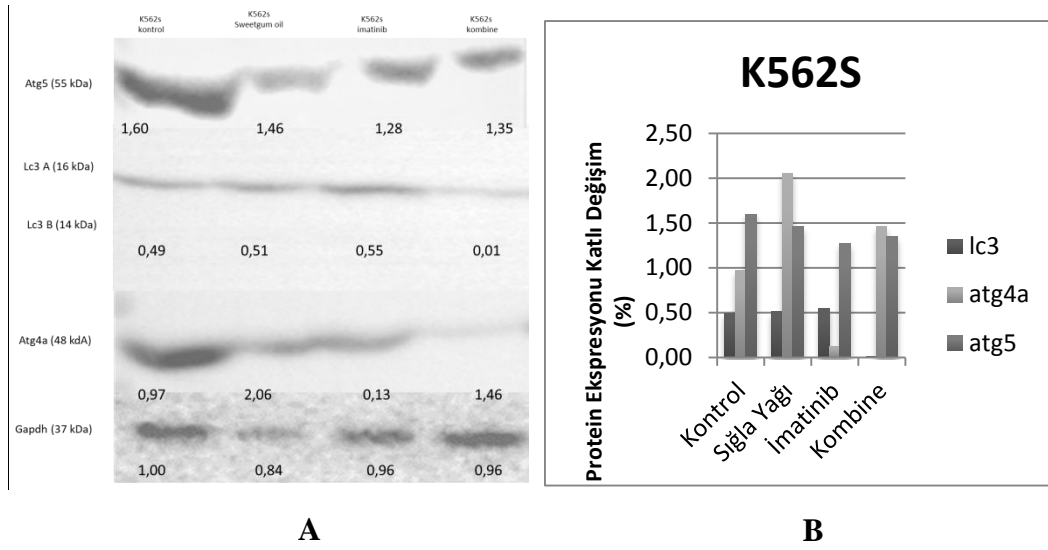 A
K562s
kontrol
K562s
Sweetgum oil
K562s
imatinib
K562s
kombine
Atg5 (55 kDa)
1,60 1,46 1,28 1,35
Lc3 A (16 kDa)
Lc3 B (14 kDa)
0,49 0,51 0,55 0,01
Atg4a (48 kdA)
0,97 2,06 0,13 1,46
Gapdh (37 kDa)
1,00 0,84 0,96 0,96
A
K562S
Protein Ekspresyonu Katlı Değişim
(%)
2,50
2,00
1,50
1,00
0,50
0,00
Kontrol
Sığla Yağı
İmatinib
Kombine
lc3
atg4a
atg5
B